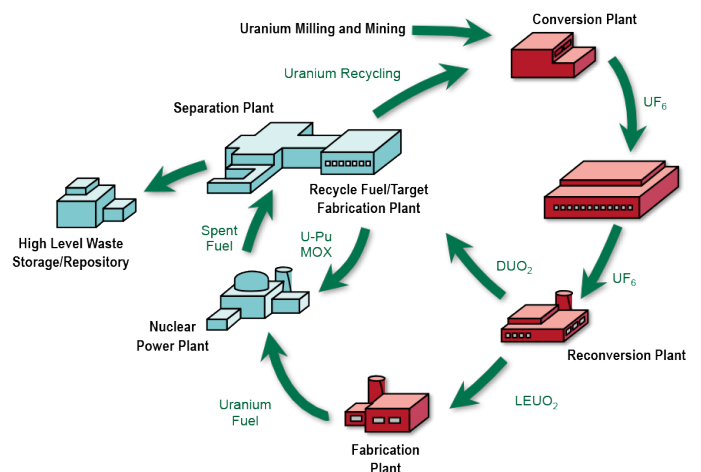 Conversion Plant
Uranium Milling and Mining
Uranium Recycling
UF₆
Separation Plant
Recycle Fuel/Target
Fabrication Plant
High Level Waste
Storage/Repository
Spent
Fuel
U-Pu
MOX
DUO₂
UF₆
Nuclear
Power Plant
Reconversion Plant
Uranium
Fuel
LEUO₂
Fabrication
Plant